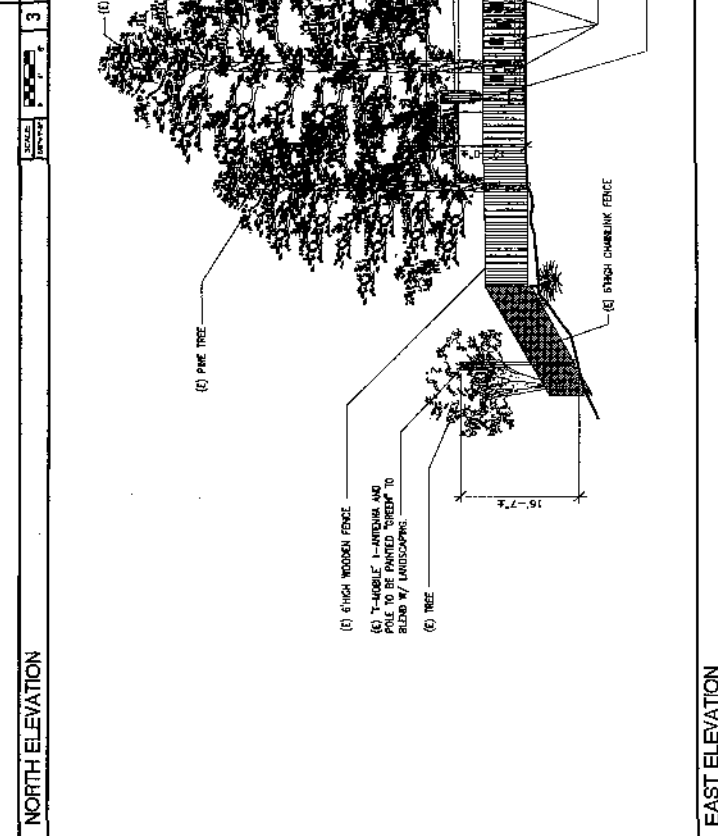 NORTH ELEVATION
SCALE
3
(E)
(E) PINE TREE
(E) 6'HIGH WOODEN FENCE
(E) "T-MOBILE" 1-ANTENNA AND
POLE TO BE PAINTED "GREEN" TO
BLEND W/ LANDSCAPING.
(E) TREE
16'-7"±
(E) 6'HIGH CHAINLINK FENCE
EAST ELEVATION